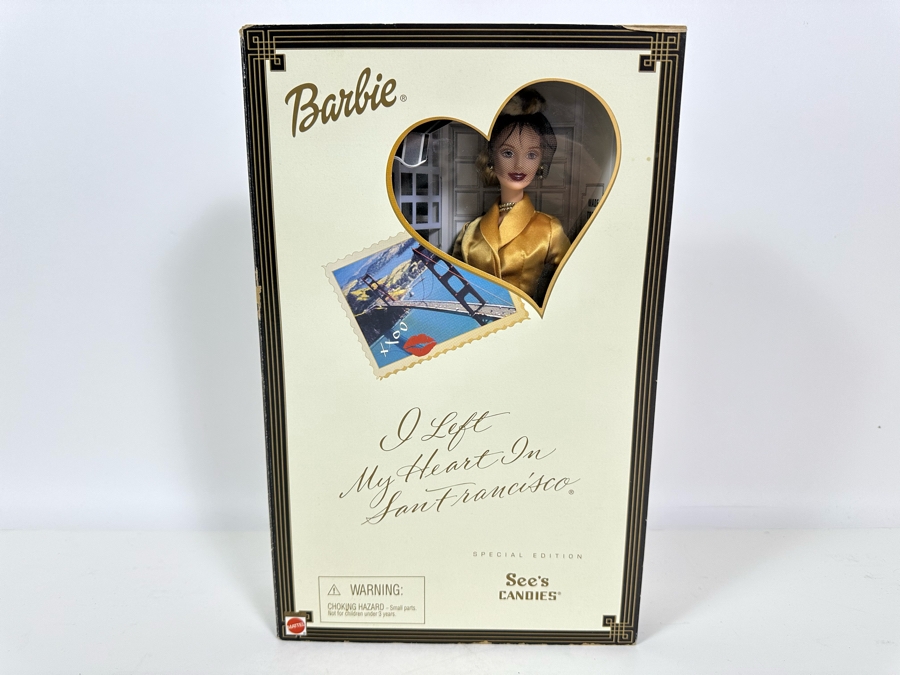 Barbie®
I Left
My Heart In
San Francisco®
SPECIAL EDITION
See's
CANDIES®
⚠ WARNING:
CHOKING HAZARD - Small parts.
Not for children under 3 years.
MATTEL